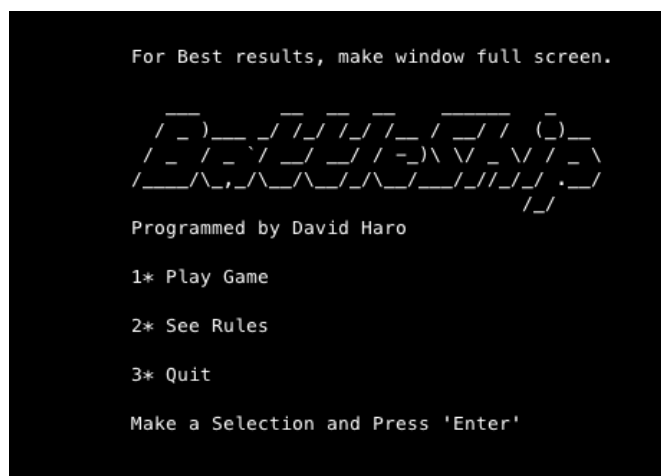 For Best results, make window full screen.
BattleShip
Programmed by David Haro
1* Play Game
2* See Rules
3* Quit
Make a Selection and Press 'Enter'